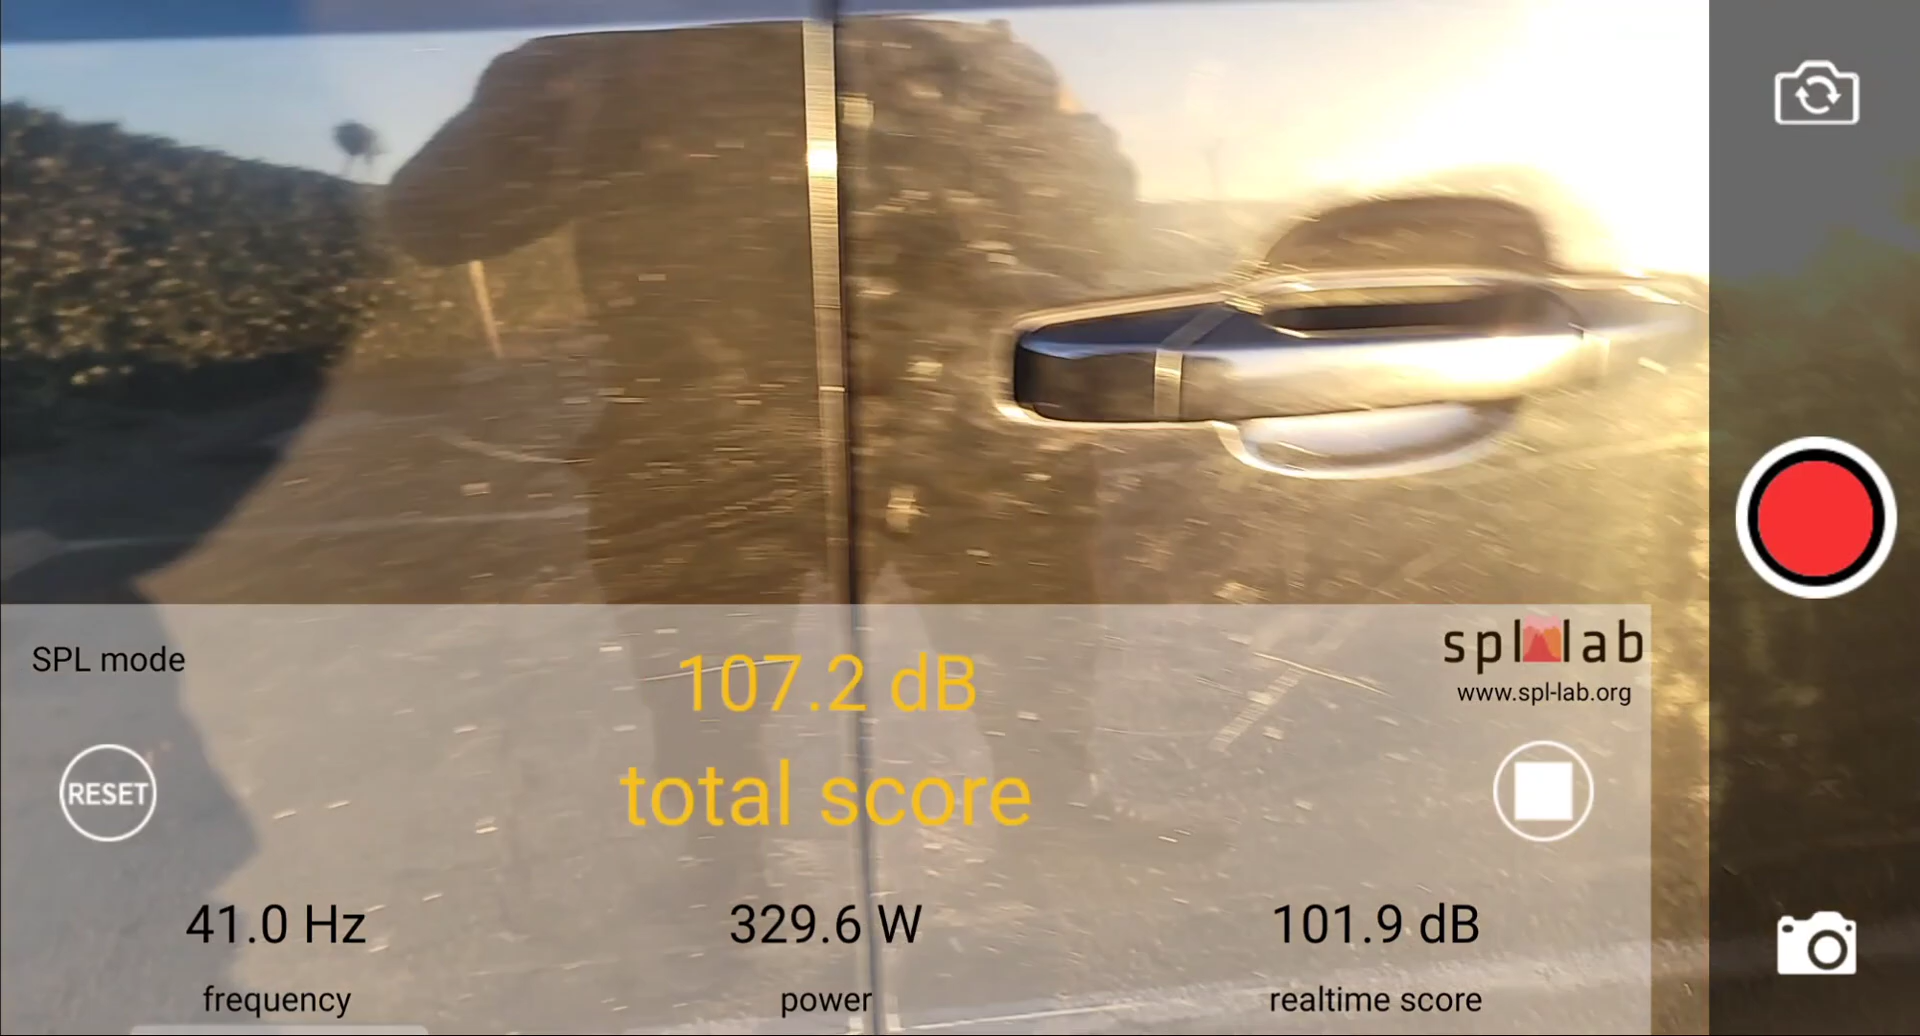 SPL mode
spl lab
www.spl-lab.org
107.2 dB
total score
RESET
41.0 Hz
frequency
329.6 W
power
101.9 dB
realtime score